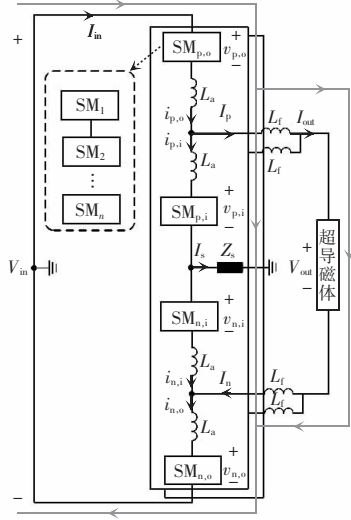 +
I_in
SM_p,o
+
v_p,o
−
SM_1
SM_2
⋮
SM_n
L_a
i_p,o
I_p
L_f
I_out
i_p,i
L_a
L_f
SM_p,i
+
v_p,i
−
I_s
Z_s
V_in
+
V_out
−
超导磁体
SM_n,i
+
v_n,i
−
L_a
i_n,i
I_n
L_f
i_n,o
L_f
L_a
SM_n,o
+
v_n,o
−
−